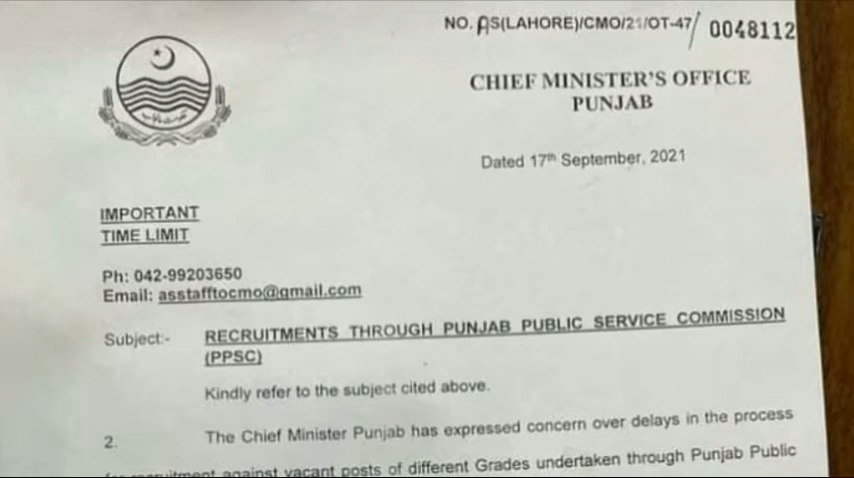 NO. AS(LAHORE)/CMO/21/OT-47/ 0048112
CHIEF MINISTER'S OFFICE
PUNJAB
Dated 17th September, 2021
IMPORTANT
TIME LIMIT
Ph: 042-99203650
Email: asstafftocmo@gmail.com
Subject:- RECRUITMENTS THROUGH PUNJAB PUBLIC SERVICE COMMISSION
(PPSC)
Kindly refer to the subject cited above.
2. The Chief Minister Punjab has expressed concern over delays in the process
for recruitment against vacant posts of different Grades undertaken through Punjab Public